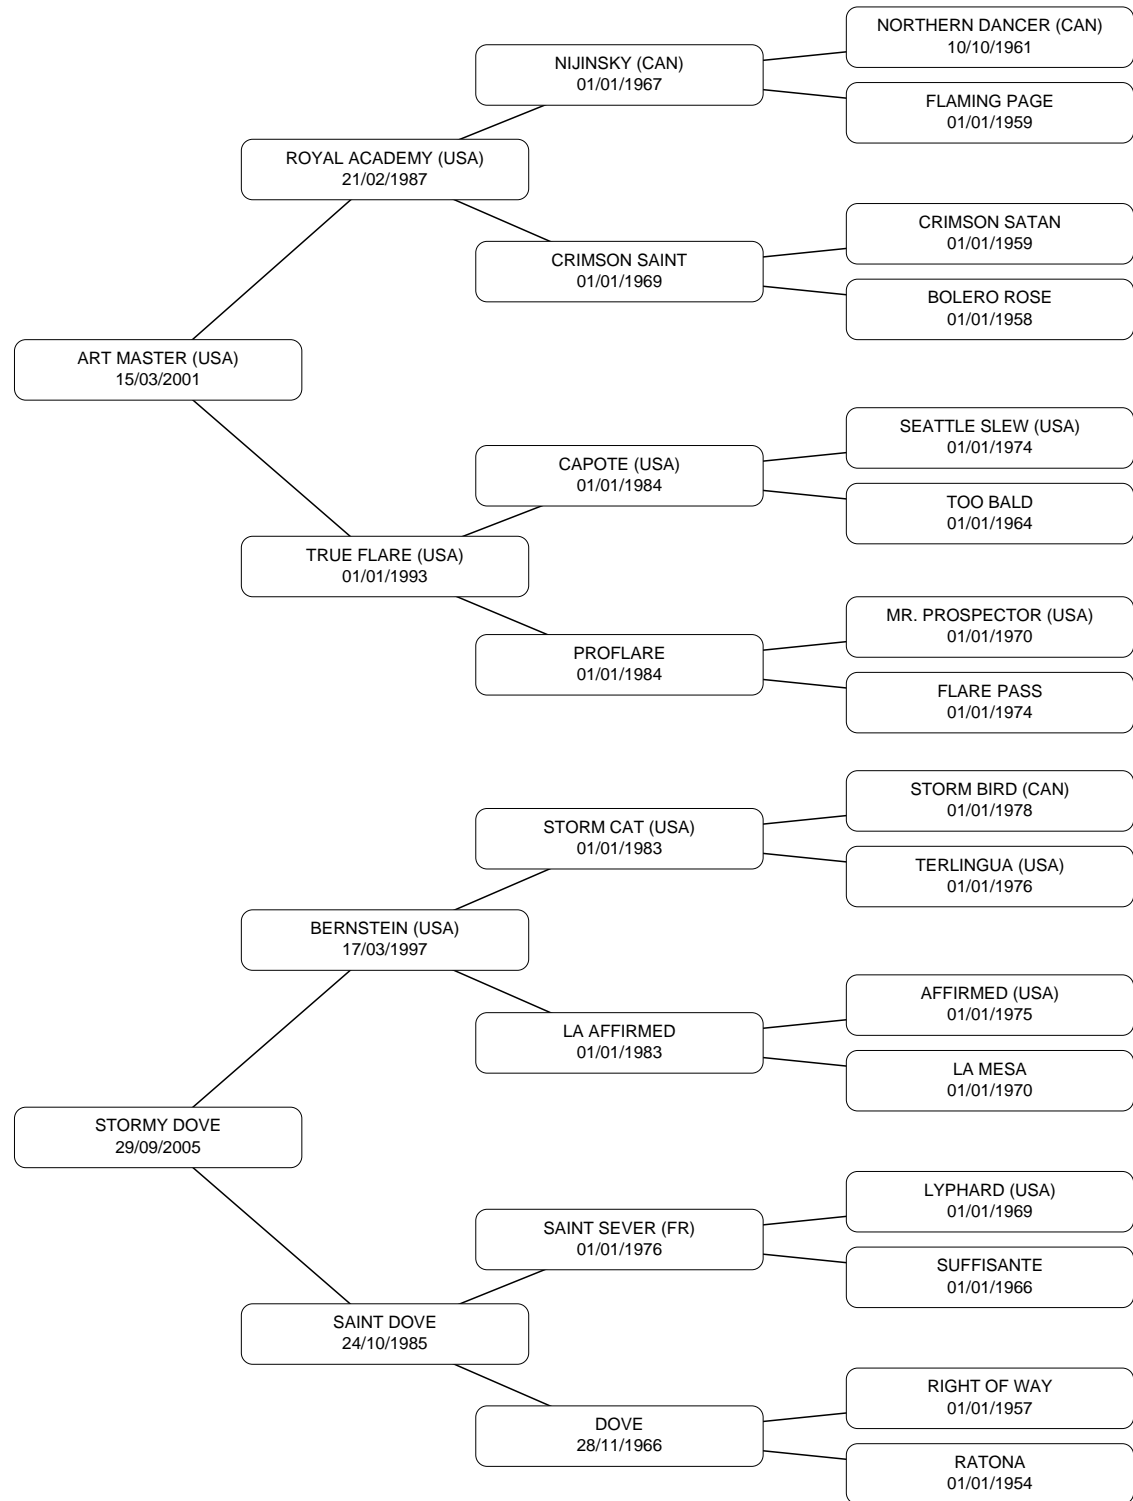 NORTHERN DANCER (CAN)
10/10/1961
NIJINSKY (CAN)
01/01/1967
FLAMING PAGE
01/01/1959
ROYAL ACADEMY (USA)
21/02/1987
CRIMSON SATAN
01/01/1959
CRIMSON SAINT
01/01/1969
BOLERO ROSE
01/01/1958
ART MASTER (USA)
15/03/2001
SEATTLE SLEW (USA)
01/01/1974
CAPOTE (USA)
01/01/1984
TOO BALD
01/01/1964
TRUE FLARE (USA)
01/01/1993
MR. PROSPECTOR (USA)
01/01/1970
PROFLARE
01/01/1984
FLARE PASS
01/01/1974
STORM BIRD (CAN)
01/01/1978
STORM CAT (USA)
01/01/1983
TERLINGUA (USA)
01/01/1976
BERNSTEIN (USA)
17/03/1997
AFFIRMED (USA)
01/01/1975
LA AFFIRMED
01/01/1983
LA MESA
01/01/1970
STORMY DOVE
29/09/2005
LYPHARD (USA)
01/01/1969
SAINT SEVER (FR)
01/01/1976
SUFFISANTE
01/01/1966
SAINT DOVE
24/10/1985
RIGHT OF WAY
01/01/1957
DOVE
28/11/1966
RATONA
01/01/1954